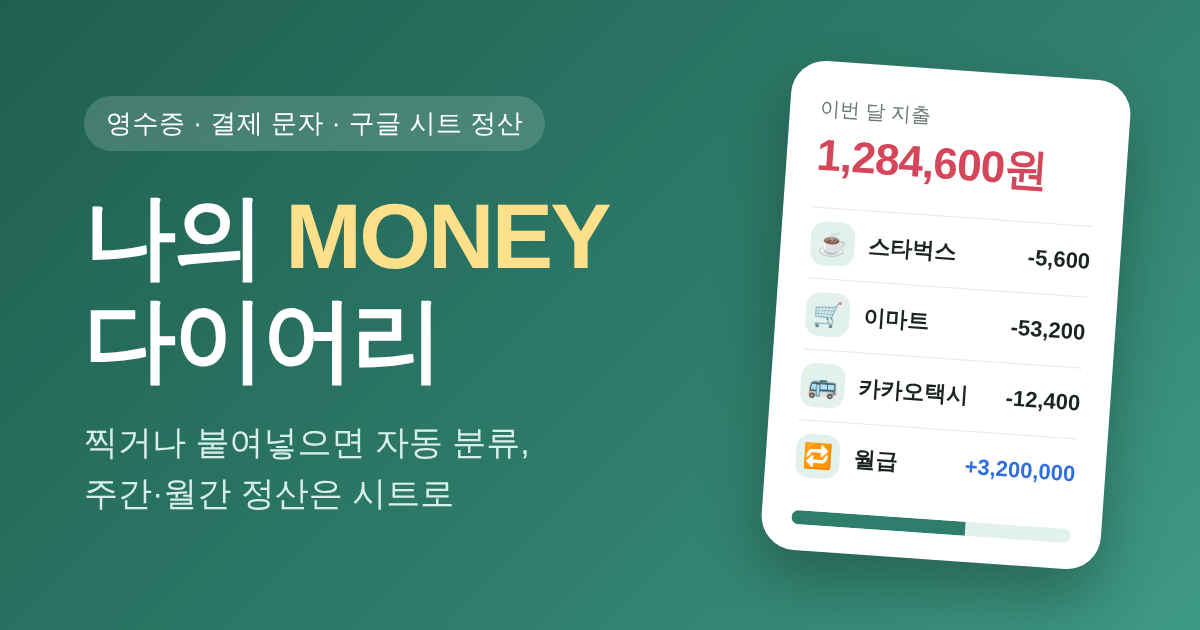 영수증 · 결제 문자 · 구글 시트 정산
나의 MONEY
다이어리
찍거나 붙여넣으면 자동 분류,
주간·월간 정산은 시트로
이번 달 지출
1,284,600원
스타벅스 -5,600
이마트 -53,200
카카오택시 -12,400
월급 +3,200,000